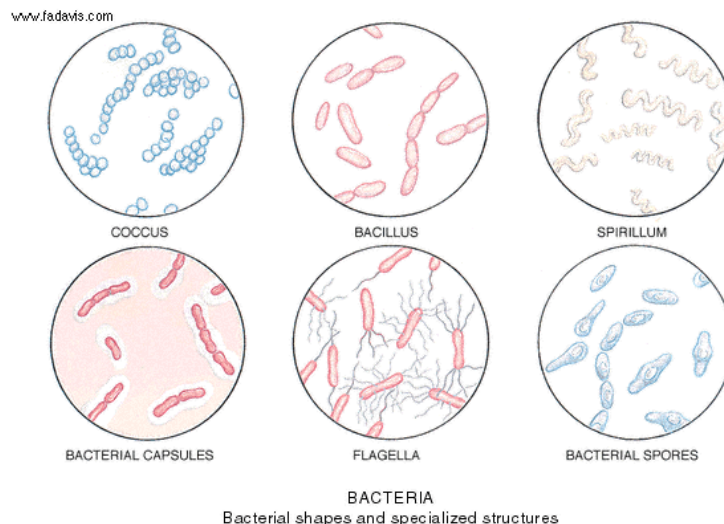 www.fadavis.com
COCCUS
BACILLUS
SPIRILLUM
BACTERIAL CAPSULES
FLAGELLA
BACTERIAL SPORES
BACTERIA
Bacterial shapes and specialized structures